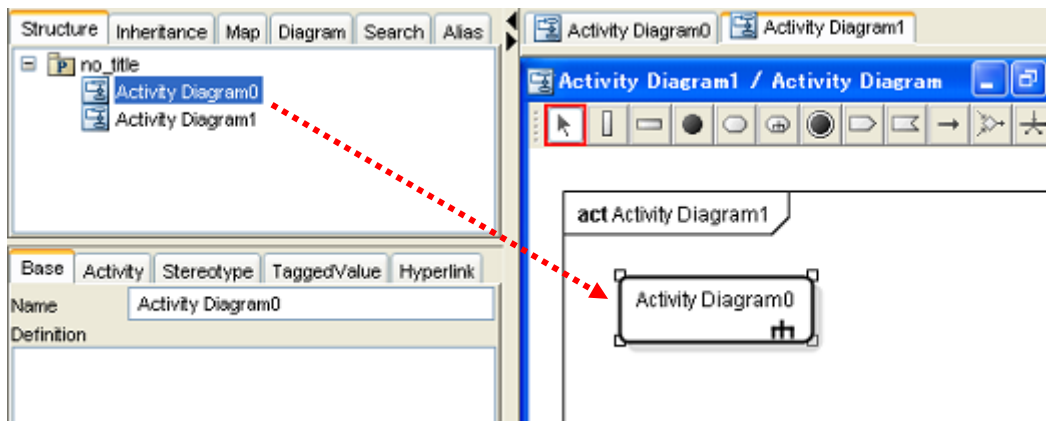 Structure Inheritance Map Diagram Search Alias
no_title
Activity Diagram0
Activity Diagram1
Base Activity Stereotype TaggedValue Hyperlink
Name Activity Diagram0
Definition
Activity Diagram0 Activity Diagram1
Activity Diagram1 / Activity Diagram
act Activity Diagram1
Activity Diagram0